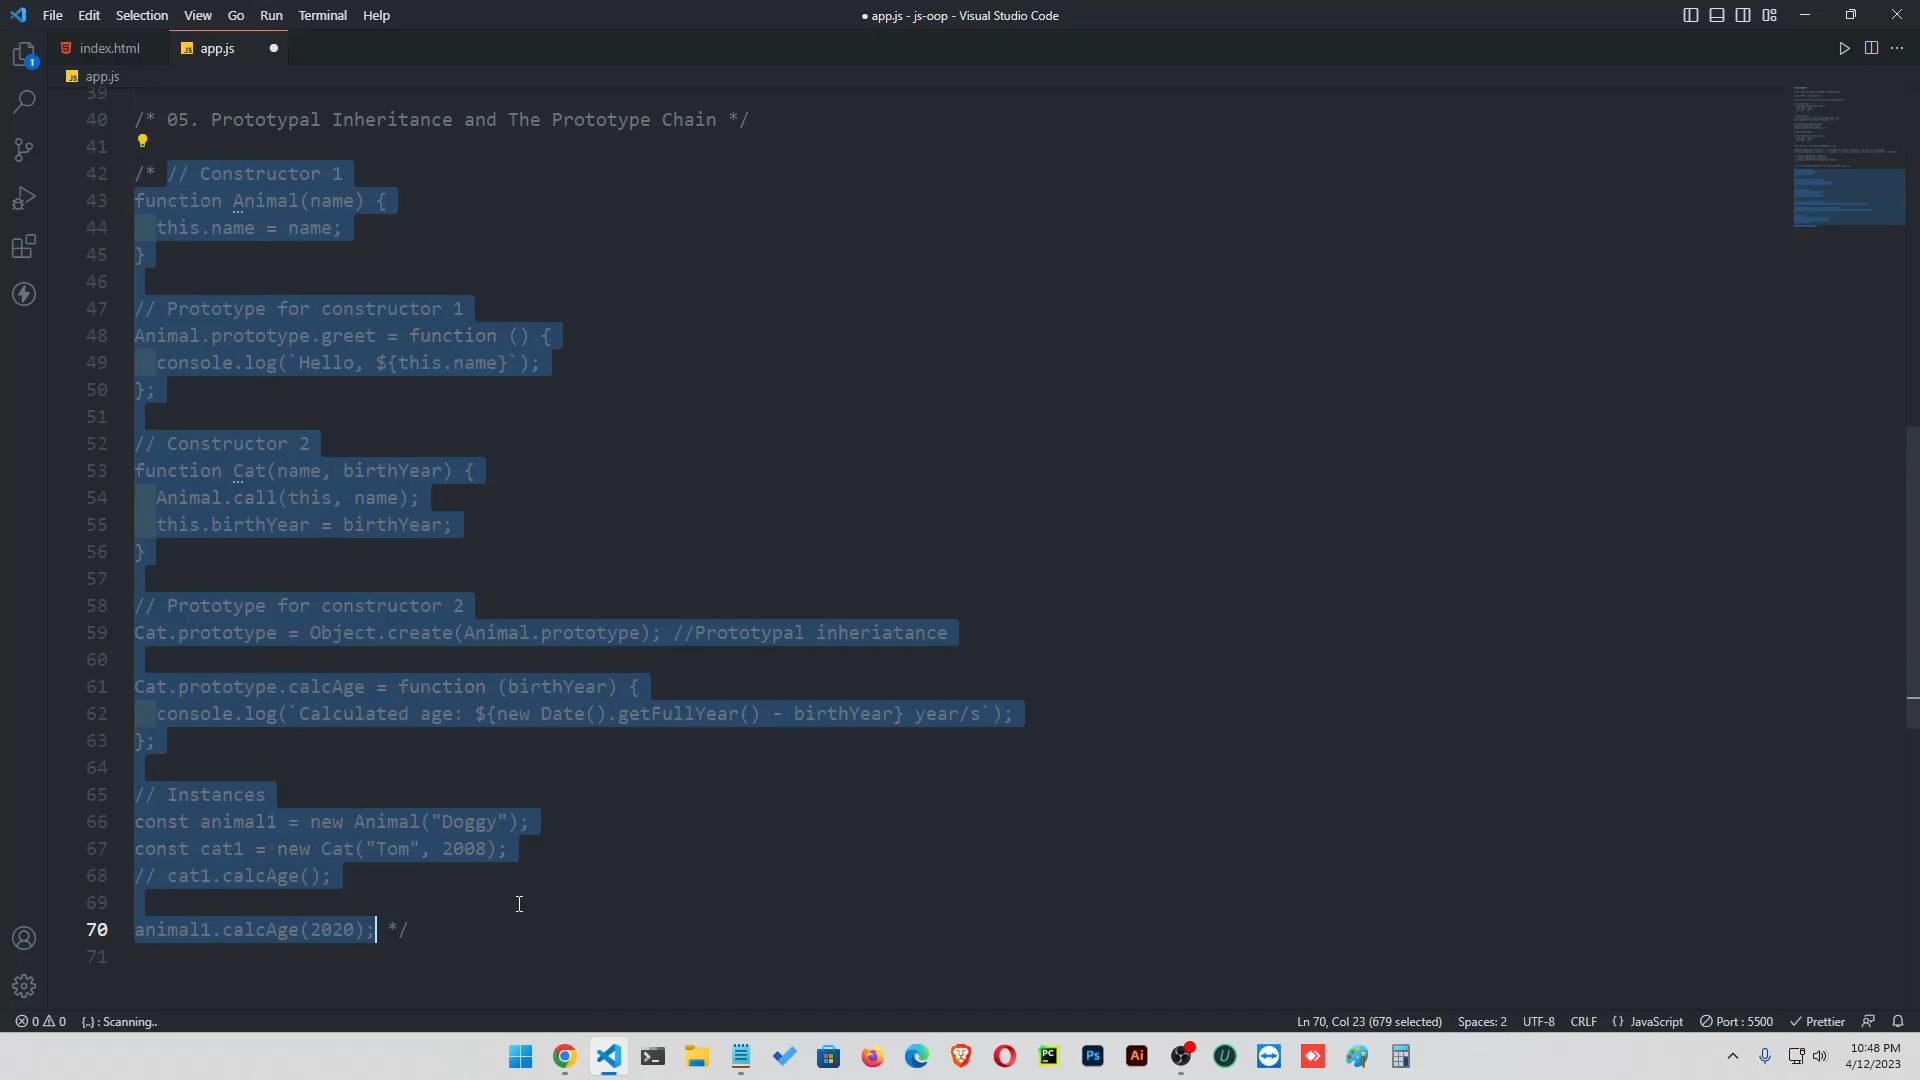 File Edit Selection View Go Run Terminal Help
● app.js - js-oop - Visual Studio Code
index.html
JS app.js
JS app.js
1
39
40 /* 05. Prototypal Inheritance and The Prototype Chain */
41
42 /* // Constructor 1
43 function Animal(name) {
44 this.name = name;
45 }
46
47 // Prototype for constructor 1
48 Animal.prototype.greet = function () {
49 console.log(`Hello, ${this.name}`);
50 };
51
52 // Constructor 2
53 function Cat(name, birthYear) {
54 Animal.call(this, name);
55 this.birthYear = birthYear;
56 }
57
58 // Prototype for constructor 2
59 Cat.prototype = Object.create(Animal.prototype); //Prototypal inheriatance
60
61 Cat.prototype.calcAge = function (birthYear) {
62 console.log(`Calculated age: ${new Date().getFullYear() - birthYear} year/s`);
63 };
64
65 // Instances
66 const animal1 = new Animal("Doggy");
67 const cat1 = new Cat("Tom", 2008);
68 // cat1.calcAge();
69
70 animal1.calcAge(2020); */
71
0 0 {..} : Scanning..
Ln 70, Col 23 (679 selected) Spaces: 2 UTF-8 CRLF {} JavaScript Port : 5500 Prettier
PC Ps Ai U
10:48 PM
4/12/2023